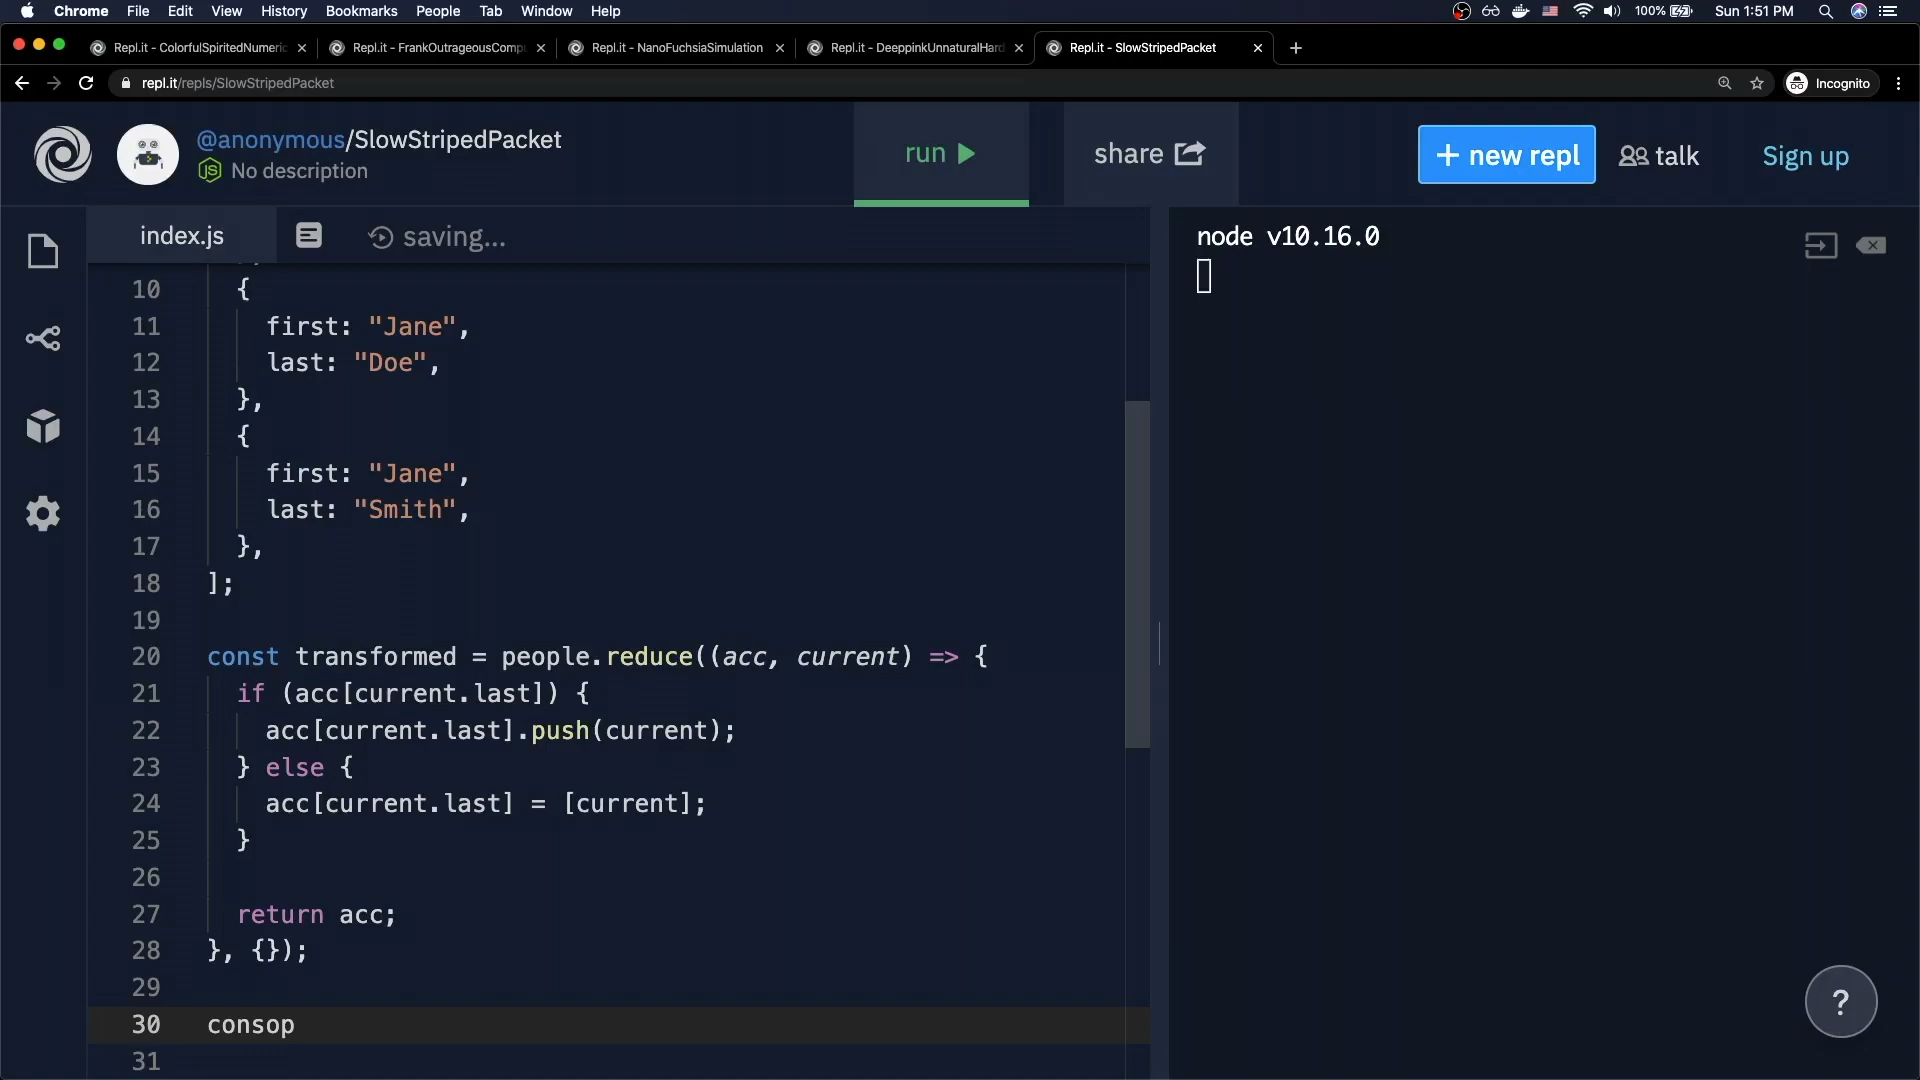 Chrome File Edit View History Bookmarks People Tab Window Help 100% Sun 1:51 PM
Repl.it - ColorfulSpiritedNumeric Repl.it - FrankOutrageousCompu Repl.it - NanoFuchsiaSimulation Repl.it - DeeppinkUnnaturalHard Repl.it - SlowStripedPacket
repl.it/repls/SlowStripedPacket Incognito
@anonymous/SlowStripedPacket
No description
run share + new repl talk Sign up
index.js saving...
node v10.16.0
10 {
11 first: "Jane",
12 last: "Doe",
13 },
14 {
15 first: "Jane",
16 last: "Smith",
17 },
18 ];
19
20 const transformed = people.reduce((acc, current) => {
21 if (acc[current.last]) {
22 acc[current.last].push(current);
23 } else {
24 acc[current.last] = [current];
25 }
26
27 return acc;
28 }, {});
29
30 consop
31
?